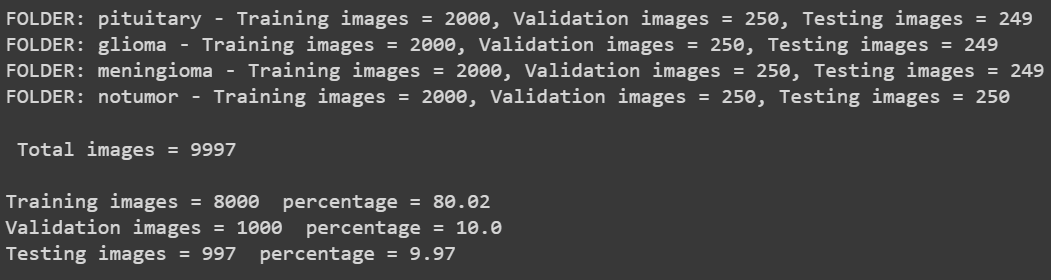 FOLDER: pituitary - Training images = 2000, Validation images = 250, Testing images = 249
FOLDER: glioma - Training images = 2000, Validation images = 250, Testing images = 249
FOLDER: meningioma - Training images = 2000, Validation images = 250, Testing images = 249
FOLDER: notumor - Training images = 2000, Validation images = 250, Testing images = 250
Total images = 9997
Training images = 8000  percentage = 80.02
Validation images = 1000  percentage = 10.0
Testing images = 997  percentage = 9.97